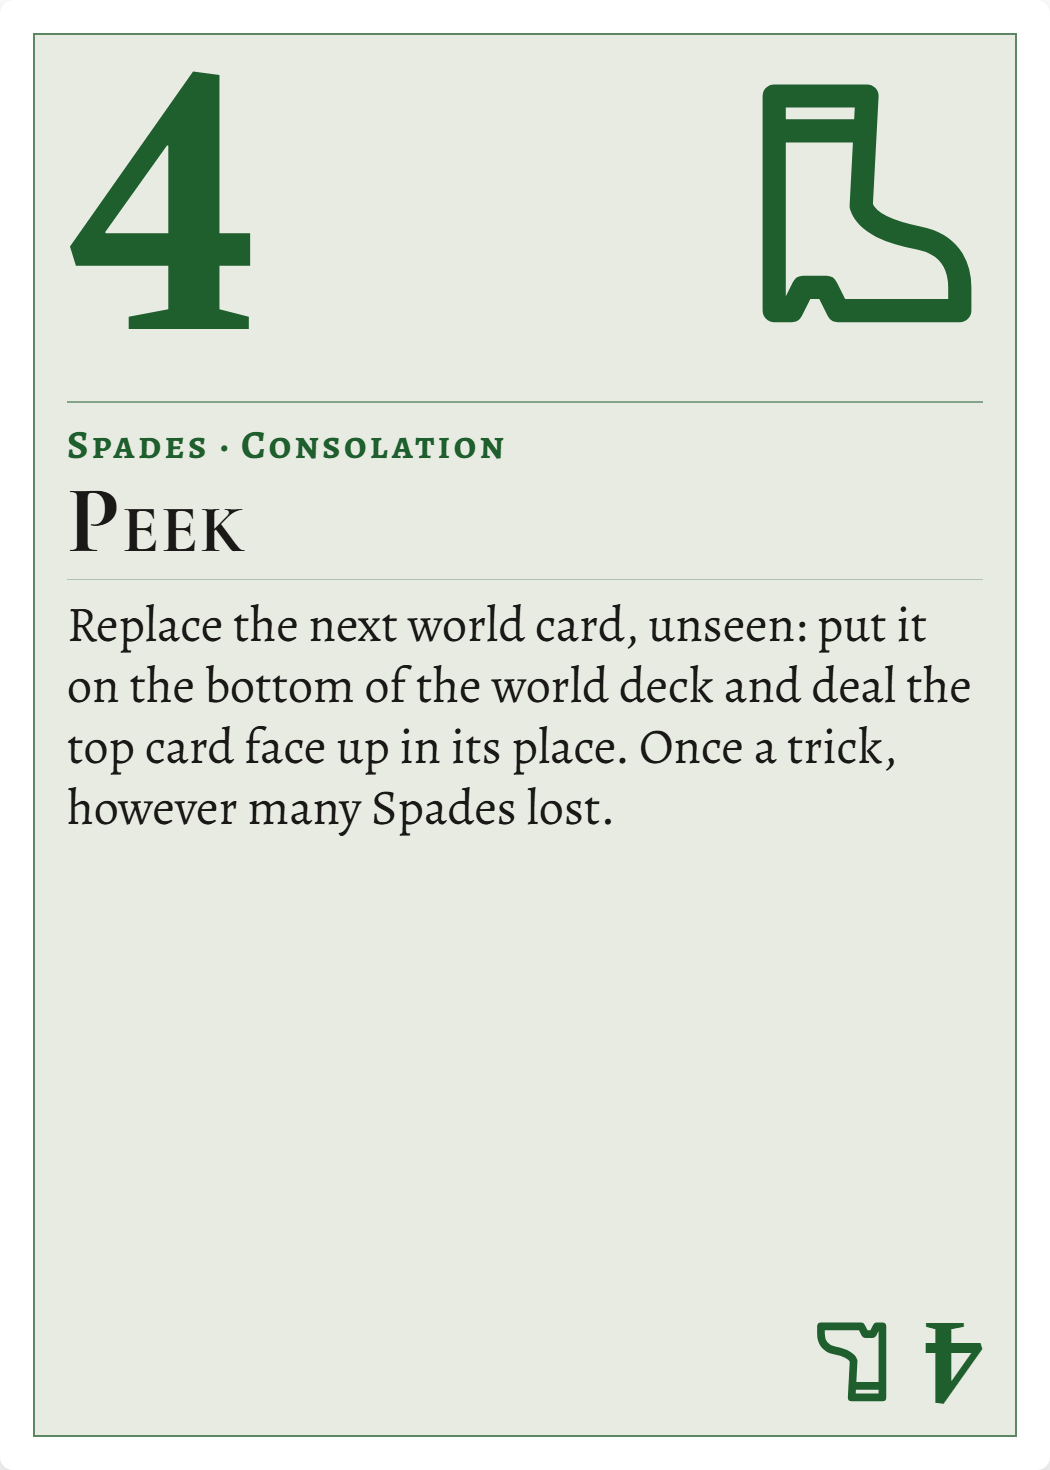 4
Spades · Consolation
Peek
Replace the next world card, unseen: put it
on the bottom of the world deck and deal the
top card face up in its place. Once a trick,
however many Spades lost.
4